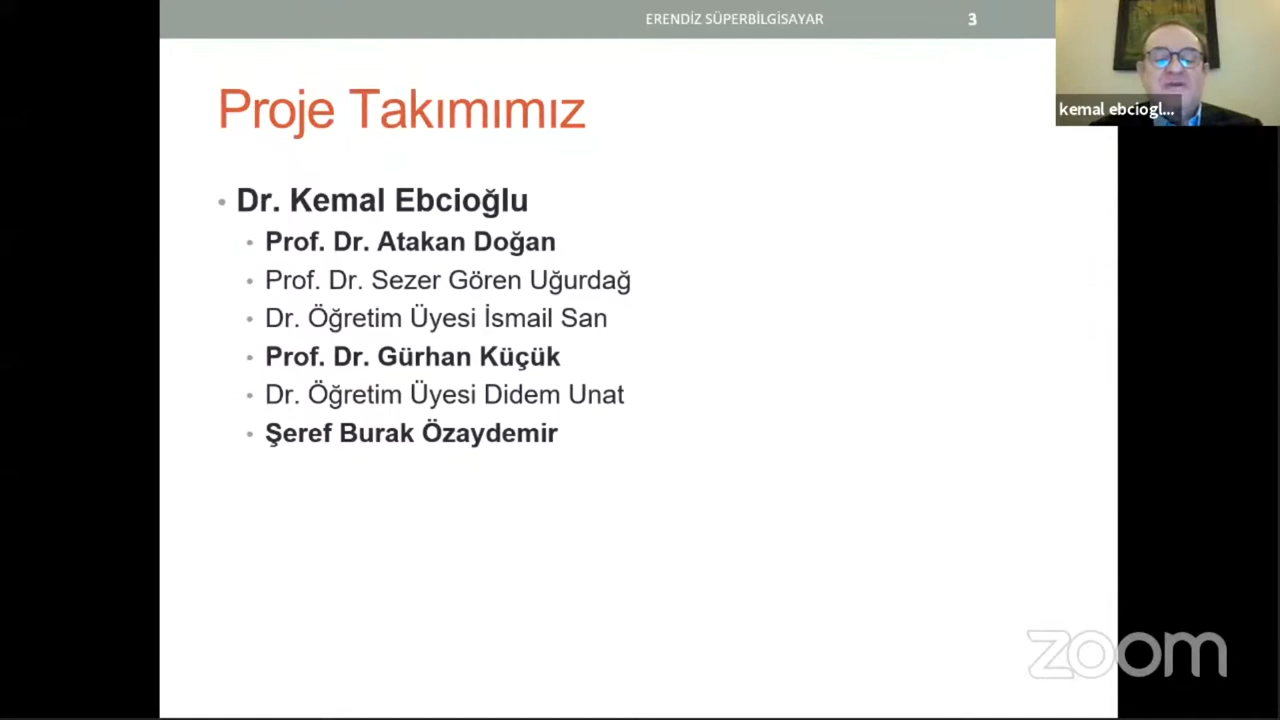 ERENDİZ SÜPERBİLGİSAYAR 3
kemal ebciogl...
Proje Takımımız
• Dr. Kemal Ebcioğlu
• Prof. Dr. Atakan Doğan
• Prof. Dr. Sezer Gören Uğurdağ
• Dr. Öğretim Üyesi İsmail San
• Prof. Dr. Gürhan Küçük
• Dr. Öğretim Üyesi Didem Unat
• Şeref Burak Özaydemir
zoom